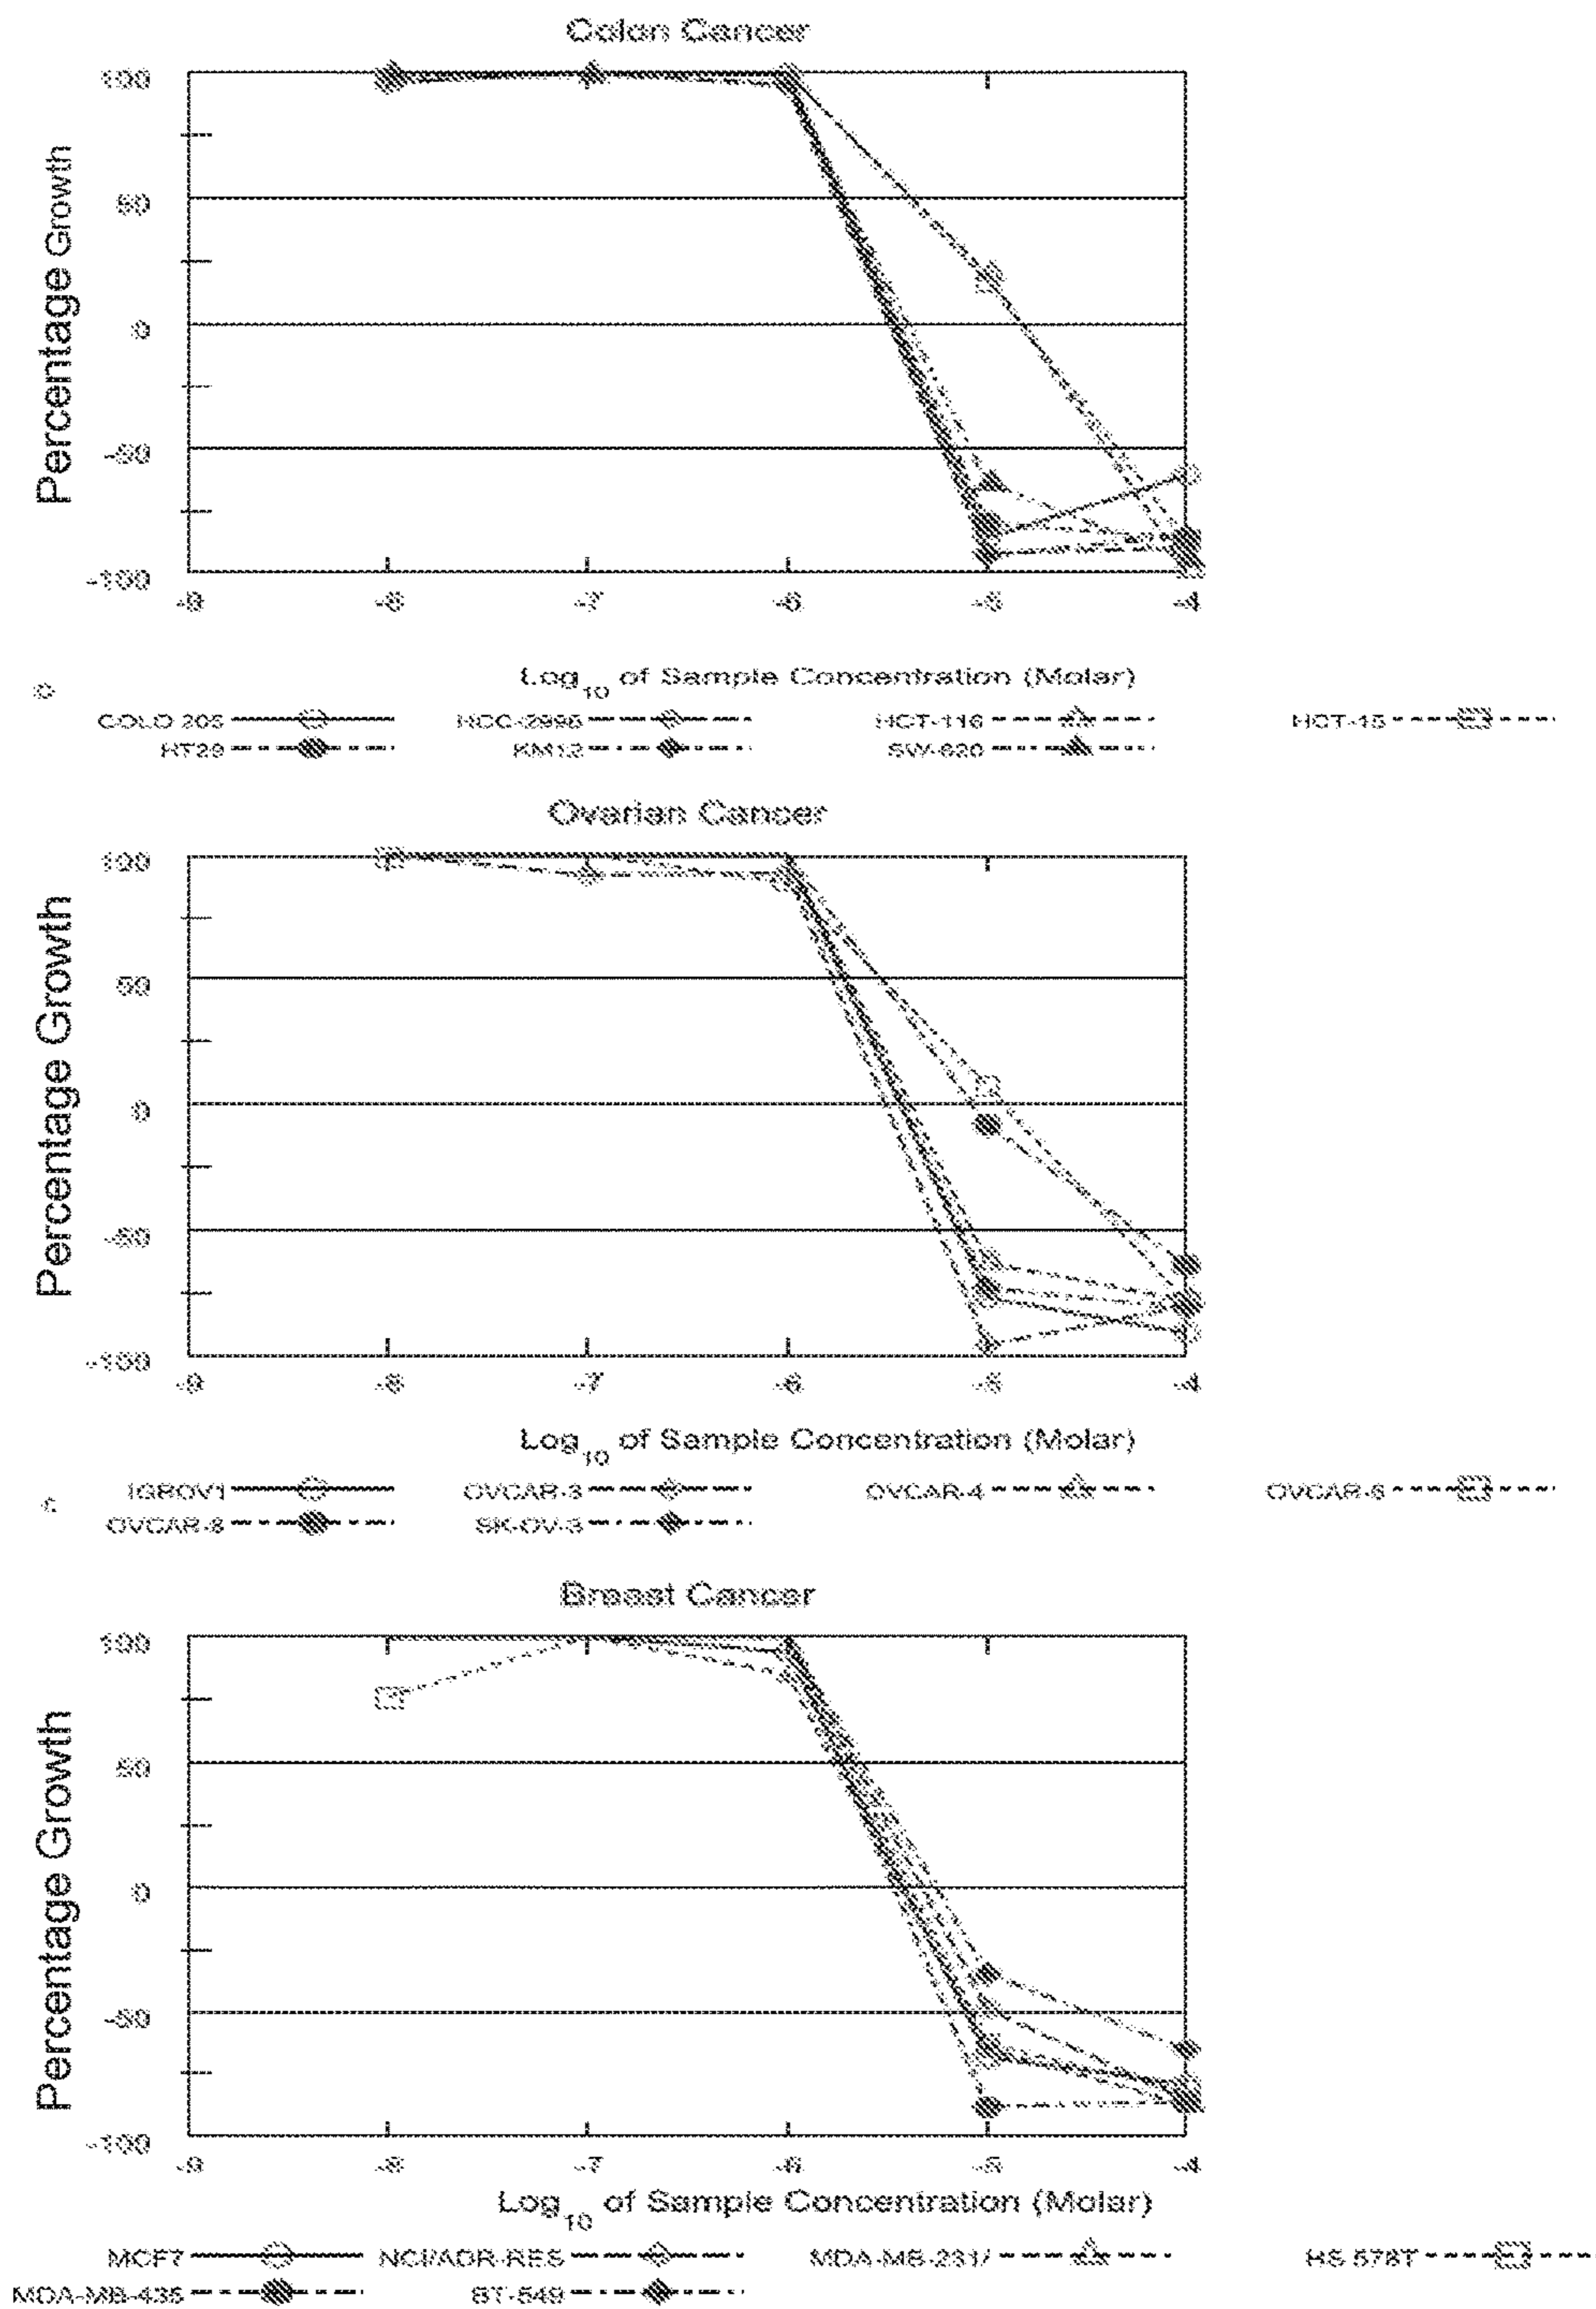 Colon Cancer
Percentage Growth
100
50
0
-50
-100
-9 -8 -7 -6 -5 -4
Log10 of Sample Concentration (Molar)
COLO 205 HCC-2998 HCT-116 HCT-15
HT29 KM12 SW-620
Ovarian Cancer
Percentage Growth
100
50
0
-50
-100
-9 -8 -7 -6 -5 -4
Log10 of Sample Concentration (Molar)
IGROV1 OVCAR-3 OVCAR-4
OVCAR-8 SK-OV-3
Breast Cancer
Percentage Growth
100
50
0
-50
-100
-9 -8 -7 -6 -5 -4
Log10 of Sample Concentration (Molar)
MCF7 NCI/ADR-RES MDA-MB-231/ HS 578T
MDA-MB-435 BT-549